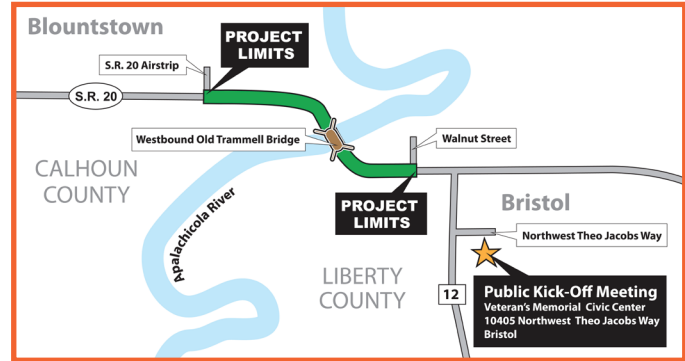 Blountstown
PROJECT
LIMITS
S.R. 20 Airstrip
S.R. 20
Westbound Old Trammell Bridge
Walnut Street
CALHOUN
COUNTY
PROJECT
LIMITS
Bristol
Apalachicola River
Northwest Theo Jacobs Way
LIBERTY
COUNTY
12
Public Kick-Off Meeting
Veteran's Memorial Civic Center
10405 Northwest Theo Jacobs Way
Bristol